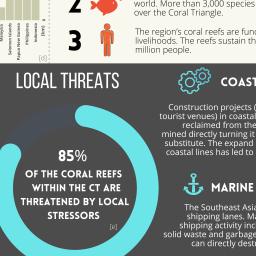 Malaysia
Solomon Islands
Papua New Guinea
Philippines
Indonesia
(km)
[d]
2
world. More than 3,000 species
over the Coral Triangle.
3
The region's coral reefs are fun
livelihoods. The reefs sustain th
million people.
LOCAL THREATS
85%
OF THE CORAL REEFS
WITHIN THE CT ARE
THREATENED BY LOCAL
STRESSORS
[e]
COAST
Construction projects (
tourist venues) in coastal
reclaimed from the
mined directly turning it
substitute. The expand
coastal lines has led to
MARINE
The Southeast Asia
shipping lanes. Ma
shipping activity inc
solid waste and garbage
can directly dest